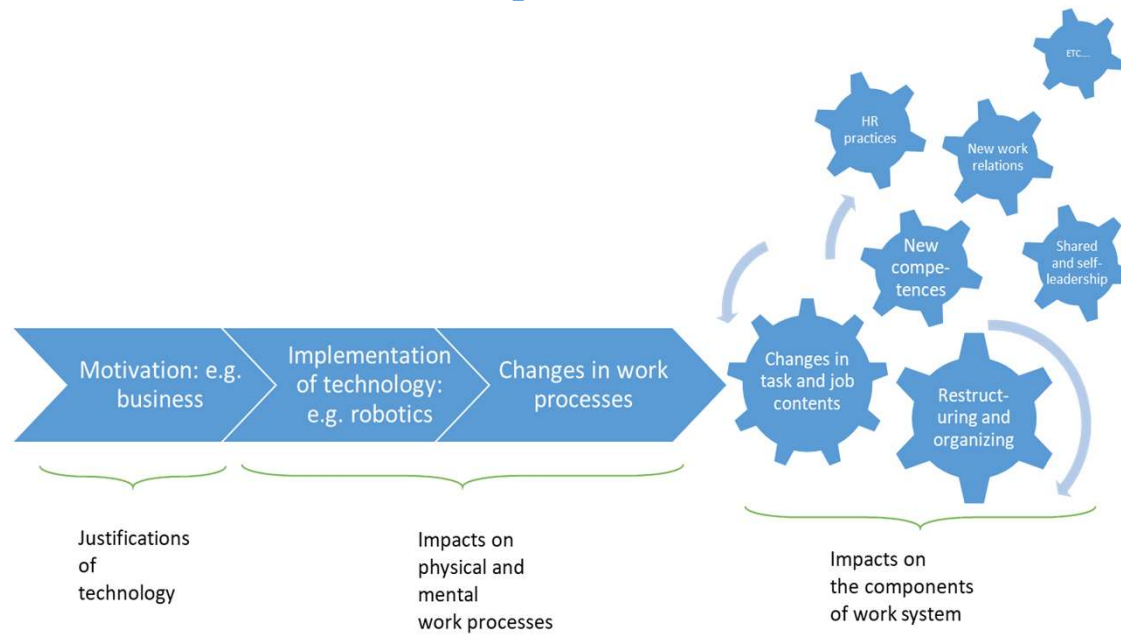 Motivation: e.g.
business
Implementation
of technology:
e.g. robotics
Changes in work
processes
Changes in
task and job
contents
Restruct-
uring and
organizing
New
compe-
tences
HR
practices
New work
relations
Shared
and self-
leadership
ETC....
Justifications
of
technology
Impacts on
physical and
mental
work processes
Impacts on
the components
of work system